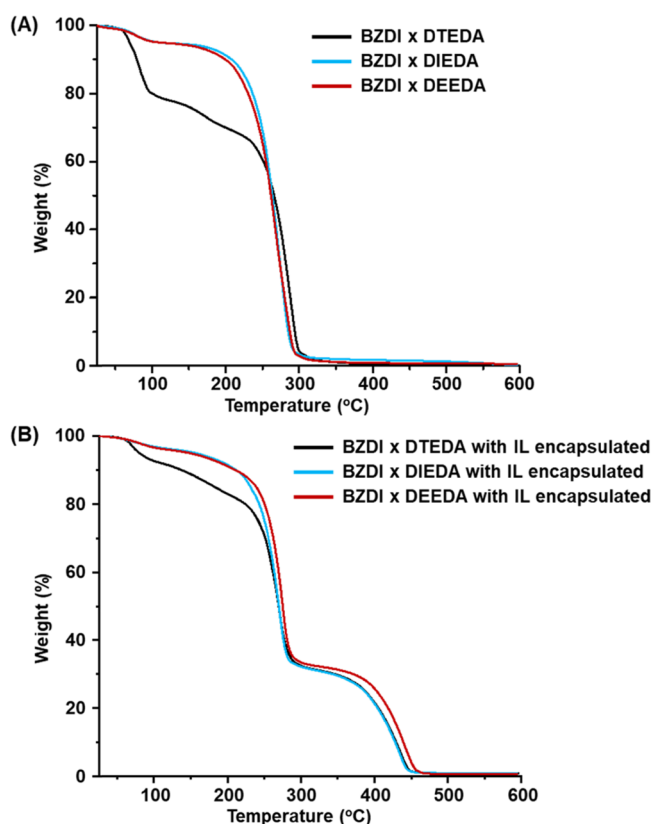 (A)
BZDI x DTEDA
BZDI x DIEDA
BZDI x DEEDA
Weight (%)
100
80
60
40
20
0
100 200 300 400 500 600
Temperature (oC)
(B)
BZDI x DTEDA with IL encapsulated
BZDI x DIEDA with IL encapsulated
BZDI x DEEDA with IL encapsulated
Weight (%)
100
80
60
40
20
0
100 200 300 400 500 600
Temperature (oC)